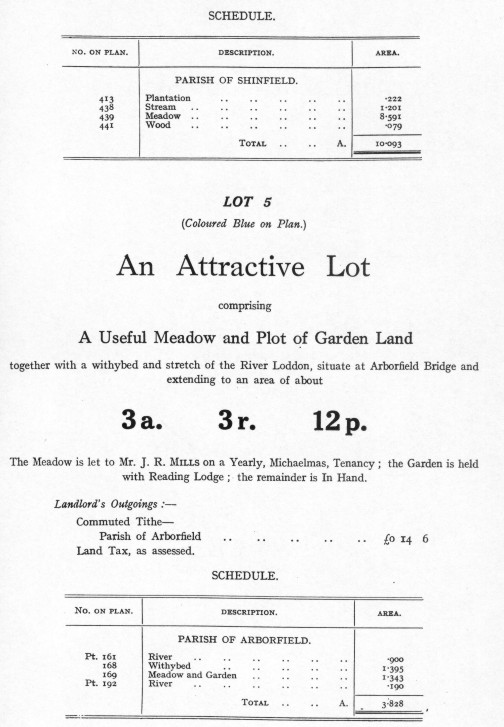 SCHEDULE.
NO. ON PLAN. DESCRIPTION. AREA.
PARISH OF SHINFIELD.
413 Plantation .. .. .. .. .. ·222
438 Stream .. .. .. .. .. .. 1·201
439 Meadow .. .. .. .. .. .. 8·591
441 Wood .. .. .. .. .. .. ·079
TOTAL .. .. A. 10·093
LOT 5
(Coloured Blue on Plan.)
An Attractive Lot
comprising
A Useful Meadow and Plot of Garden Land
together with a withybed and stretch of the River Loddon, situate at Arborfield Bridge and
extending to an area of about
3a. 3r. 12p.
The Meadow is let to Mr. J. R. MILLS on a Yearly, Michaelmas, Tenancy; the Garden is held
with Reading Lodge; the remainder is In Hand.
Landlord's Outgoings :—
Commuted Tithe—
Parish of Arborfield .. .. .. .. .. £0 14 6
Land Tax, as assessed.
SCHEDULE.
NO. ON PLAN. DESCRIPTION. AREA.
PARISH OF ARBORFIELD.
Pt. 161 River .. .. .. .. .. .. ·900
168 Withybed .. .. .. .. .. 1·395
169 Meadow and Garden .. .. .. .. 1·343
Pt. 192 River .. .. .. .. .. .. ·190
TOTAL .. .. A. 3·828